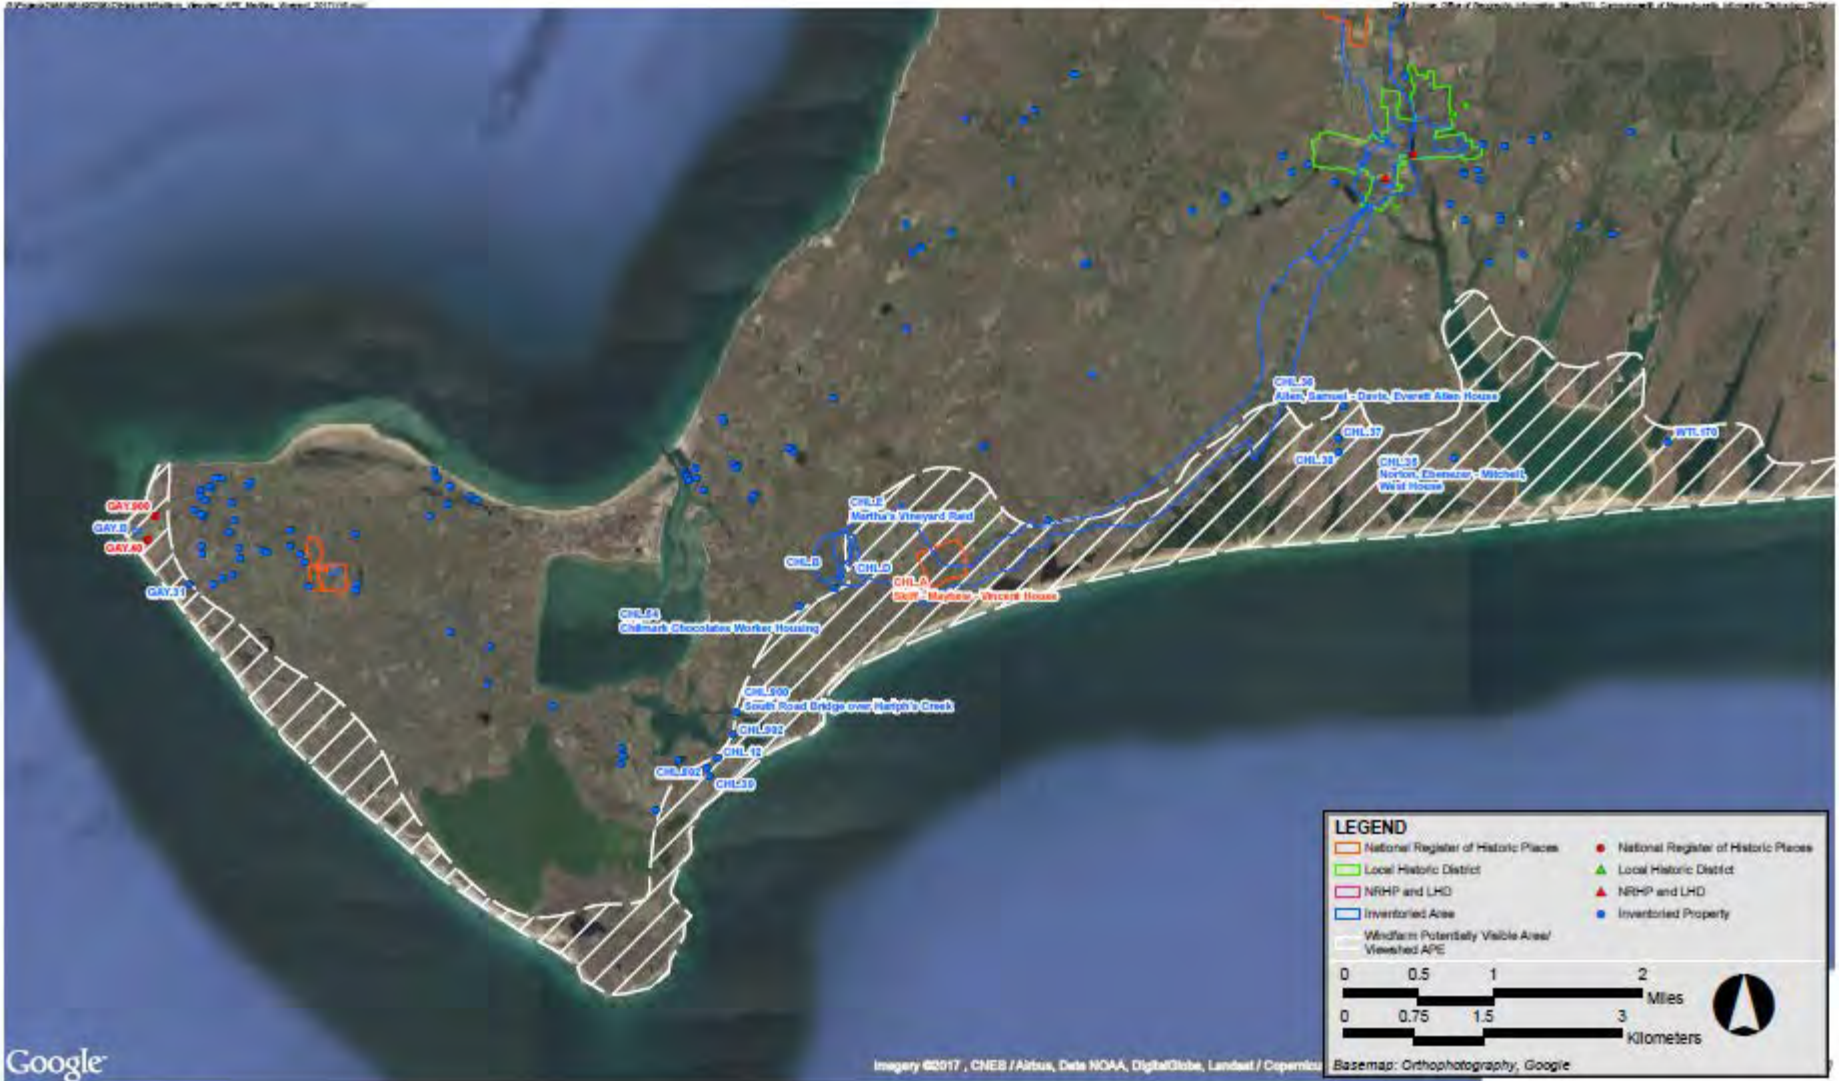 GAY.900
GAY.B
GAY.40
GAY.31
CHL.54
Chilmark Chocolates Worker Housing
CHL.E
Martha's Vineyard Raid
CHL.B
CHL.D
CHL.A
Skiff - Mayhew - Vincent House
CHL.36
Allen, Samuel - Davis, Everett Allen House
CHL.37
CHL.38
CHL.35
Norton, Ebenezer - Mitchell,
West House
WTI.170
CHL.900
South Road Bridge over Hariph's Creek
CHL.902
CHL.12
CHL.802
CHL.39
LEGEND
National Register of Historic Places
Local Historic District
NRHP and LHD
Inventoried Area
Windfarm Potentially Visible Area/
Viewshed APE
National Register of Historic Places
Local Historic District
NRHP and LHD
Inventoried Property
0 0.5 1 2
Miles
0 0.75 1.5 3
Kilometers
Basemap: Orthophotography, Google
Google
Imagery ©2017 , CNES / Airbus, Data NOAA, DigitalGlobe, Landsat / Copernicus